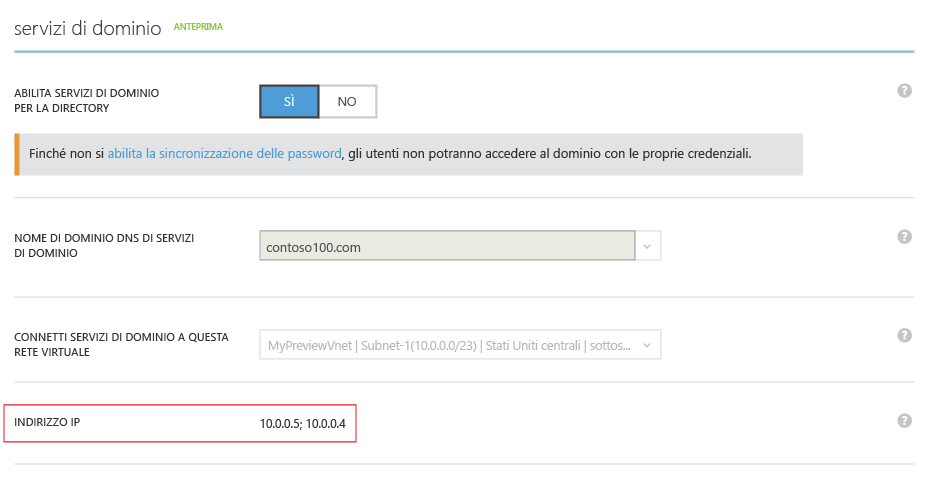 servizi di dominio ANTEPRIMA
ABILITA SERVIZI DI DOMINIO
PER LA DIRECTORY
SÌ NO
?
Finché non si abilita la sincronizzazione delle password, gli utenti non potranno accedere al dominio con le proprie credenziali.
NOME DI DOMINIO DNS DI SERVIZI
DI DOMINIO
contoso100.com
?
CONNETTI SERVIZI DI DOMINIO A QUESTA
RETE VIRTUALE
MyPreviewVnet | Subnet-1(10.0.0.0/23) | Stati Uniti centrali | sottos...
?
INDIRIZZO IP 10.0.0.5; 10.0.0.4
?